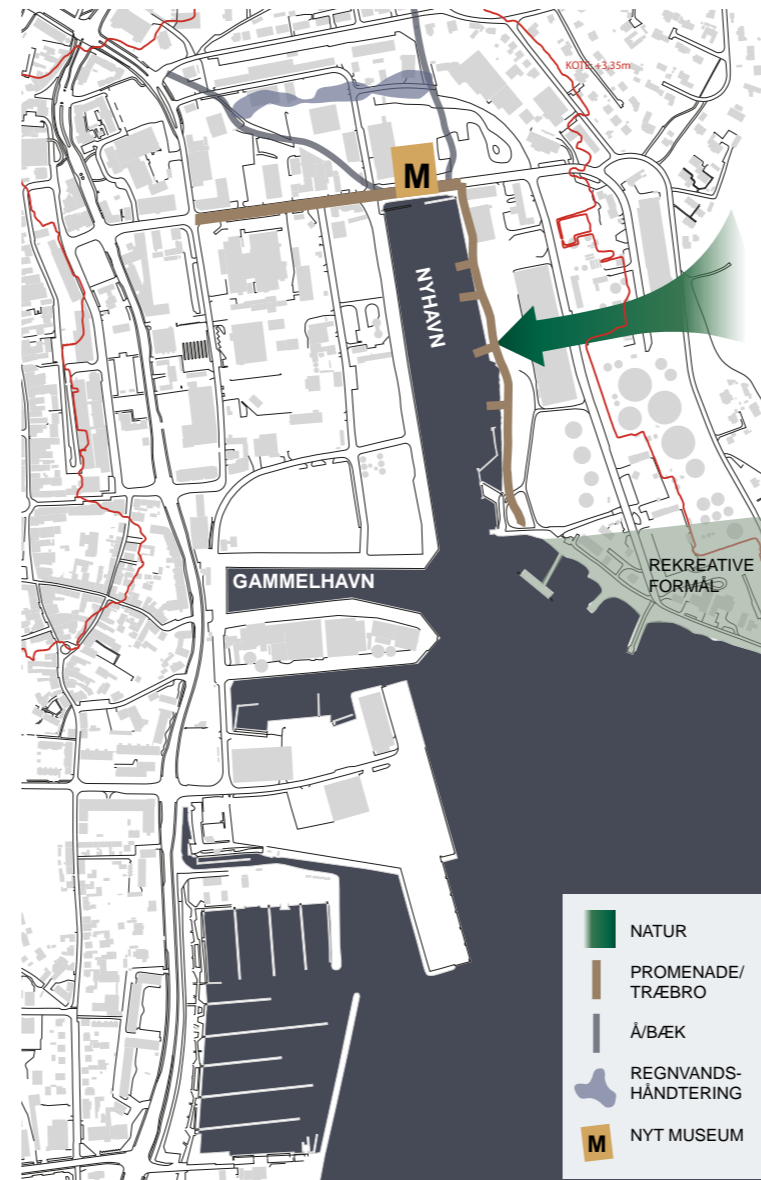 KOTE: +3,35m
M
NYHAVN
GAMMELHAVN
REKREATIVE
FORMÅL
NATUR
PROMENADE/
TRÆBRO
Å/BÆK
REGNVANDS-
HÅNDTERING
M
NYT MUSEUM